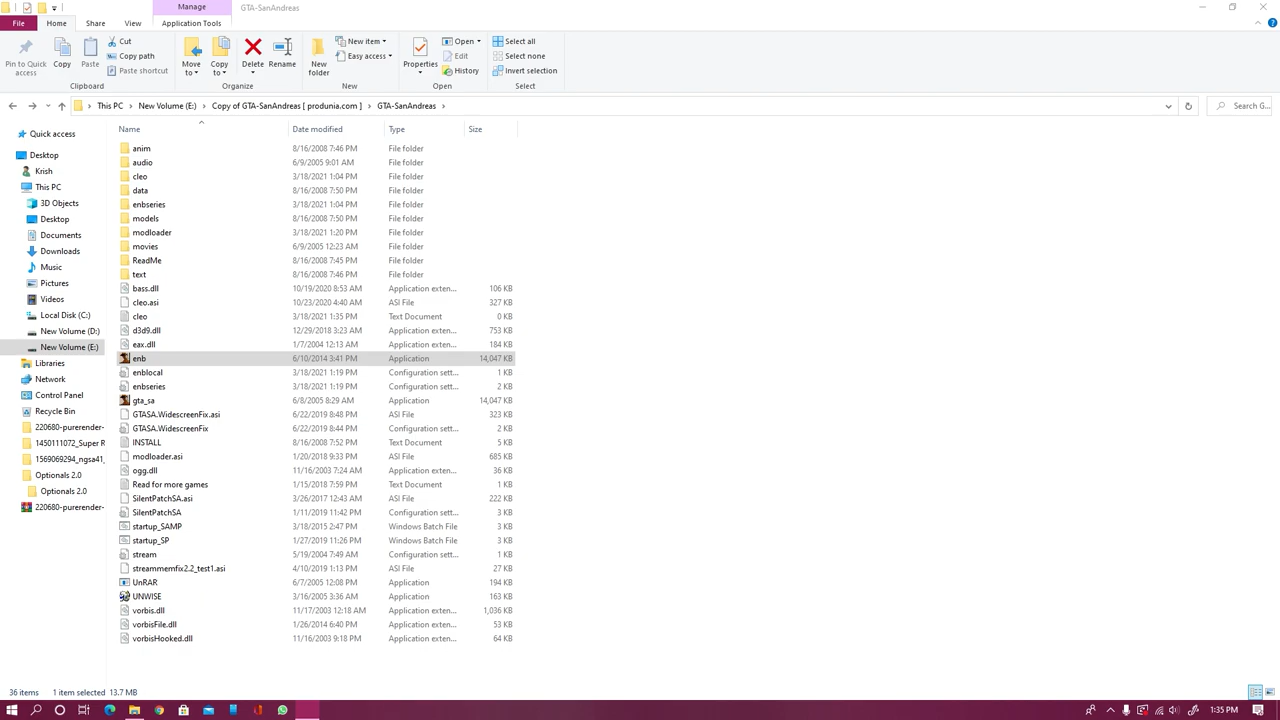 Manage
GTA-SanAndreas
File
Home
Share
View
Application Tools
Pin to Quick access
Copy
Paste
Cut
Copy path
Paste shortcut
Clipboard
Move to
Copy to
Delete
Rename
Organize
New folder
New item
Easy access
New
Properties
Open
Edit
History
Open
Select all
Select none
Invert selection
Select
This PC > New Volume (E:) > Copy of GTA-SanAndreas [ produnia.com ] > GTA-SanAndreas >
Search G...
Name Date modified Type Size
Quick access
Desktop
Krish
This PC
3D Objects
Desktop
Documents
Downloads
Music
Pictures
Videos
Local Disk (C:)
New Volume (D:)
New Volume (E:)
Libraries
Network
Control Panel
Recycle Bin
220680-purerender-
1450111072_Super R
1569069294_ngsa41_
Optionals 2.0
Optionals 2.0
220680-purerender-
anim 8/16/2008 7:46 PM File folder
audio 6/9/2005 9:01 AM File folder
cleo 3/18/2021 1:04 PM File folder
data 8/16/2008 7:50 PM File folder
enbseries 3/18/2021 1:04 PM File folder
models 8/16/2008 7:50 PM File folder
modloader 3/18/2021 1:20 PM File folder
movies 6/9/2005 12:23 AM File folder
ReadMe 8/16/2008 7:45 PM File folder
text 8/16/2008 7:46 PM File folder
bass.dll 10/19/2020 8:53 AM Application exten... 106 KB
cleo.asi 10/23/2020 4:40 AM ASI File 327 KB
cleo 3/18/2021 1:35 PM Text Document 0 KB
d3d9.dll 12/29/2018 3:23 AM Application exten... 753 KB
eax.dll 1/7/2004 12:13 AM Application exten... 184 KB
enb 6/10/2014 3:41 PM Application 14,047 KB
enblocal 3/18/2021 1:19 PM Configuration sett... 1 KB
enbseries 3/18/2021 1:19 PM Configuration sett... 2 KB
gta_sa 6/8/2005 8:29 AM Application 14,047 KB
GTASA.WidescreenFix.asi 6/22/2019 8:48 PM ASI File 323 KB
GTASA.WidescreenFix 6/22/2019 8:44 PM Configuration sett... 2 KB
INSTALL 8/16/2008 7:52 PM Text Document 5 KB
modloader.asi 1/20/2018 9:33 PM ASI File 685 KB
ogg.dll 11/16/2003 7:24 AM Application exten... 36 KB
Read for more games 1/15/2018 7:59 PM Text Document 1 KB
SilentPatchSA.asi 3/26/2017 12:43 AM ASI File 222 KB
SilentPatchSA 1/11/2019 11:42 PM Configuration sett... 3 KB
startup_SAMP 3/18/2015 2:47 PM Windows Batch File 3 KB
startup_SP 1/27/2019 11:26 PM Windows Batch File 3 KB
stream 5/19/2004 7:49 AM Configuration sett... 1 KB
streammemfix2.2_test1.asi 4/10/2019 1:13 PM ASI File 27 KB
UnRAR 6/7/2005 12:08 PM Application 194 KB
UNWISE 3/16/2005 3:36 AM Application 163 KB
vorbis.dll 11/17/2003 12:18 AM Application exten... 1,036 KB
vorbisFile.dll 1/26/2014 6:40 PM Application exten... 53 KB
vorbisHooked.dll 11/16/2003 9:18 PM Application exten... 64 KB
36 items 1 item selected 13.7 MB
1:35 PM